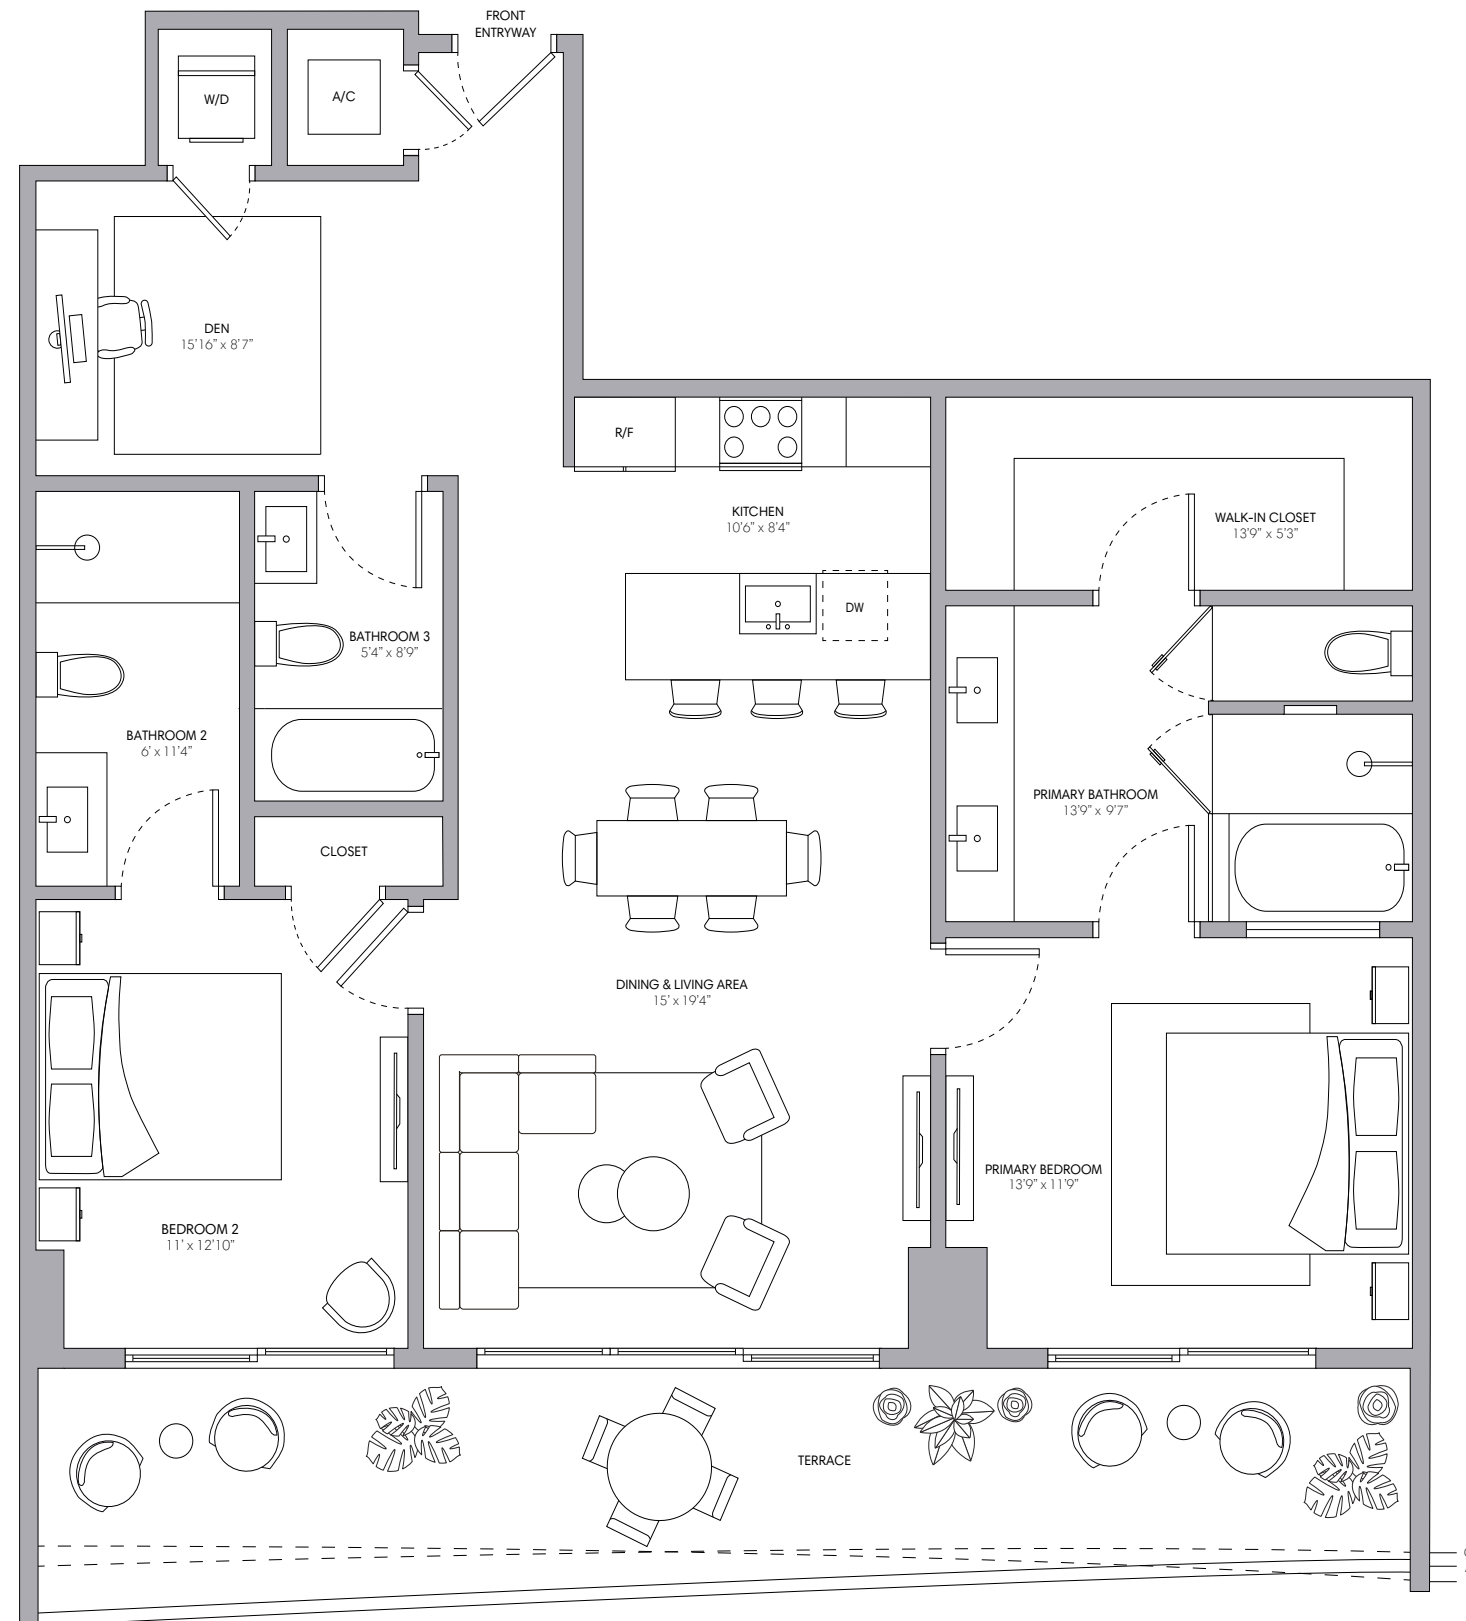 FRONT
ENTRYWAY
W/D
A/C
DEN
15'16" x 8'7"
R/F
KITCHEN
10'6" x 8'4"
WALK-IN CLOSET
13'9" x 5'3"
DW
BATHROOM 3
5'4" x 8'9"
BATHROOM 2
6' x 11'4"
PRIMARY BATHROOM
13'9" x 9'7"
CLOSET
DINING & LIVING AREA
15' x 19'4"
PRIMARY BEDROOM
13'9" x 11'9"
BEDROOM 2
11' x 12'10"
TERRACE